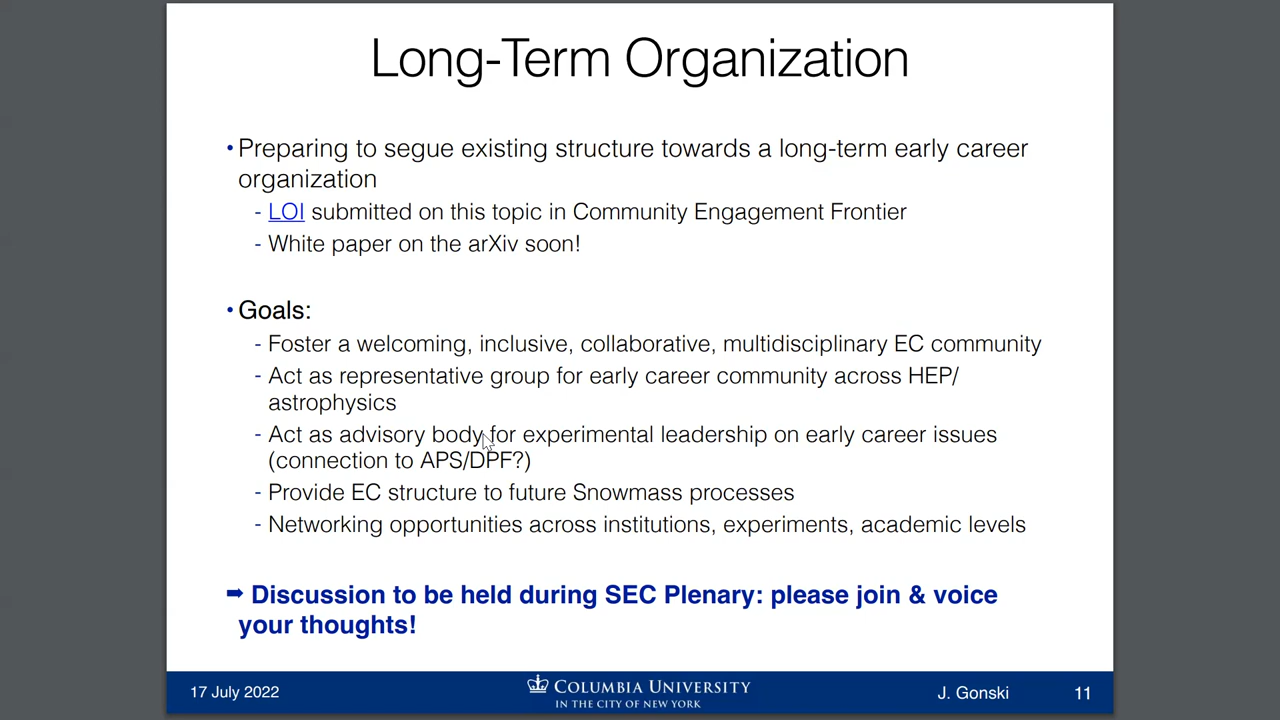 Long-Term Organization
• Preparing to segue existing structure towards a long-term early career
organization
- LOI submitted on this topic in Community Engagement Frontier
- White paper on the arXiv soon!
• Goals:
- Foster a welcoming, inclusive, collaborative, multidisciplinary EC community
- Act as representative group for early career community across HEP/
astrophysics
- Act as advisory body for experimental leadership on early career issues
(connection to APS/DPF?)
- Provide EC structure to future Snowmass processes
- Networking opportunities across institutions, experiments, academic levels
➡ Discussion to be held during SEC Plenary: please join & voice
your thoughts!
17 July 2022
COLUMBIA UNIVERSITY
IN THE CITY OF NEW YORK
J. Gonski
11